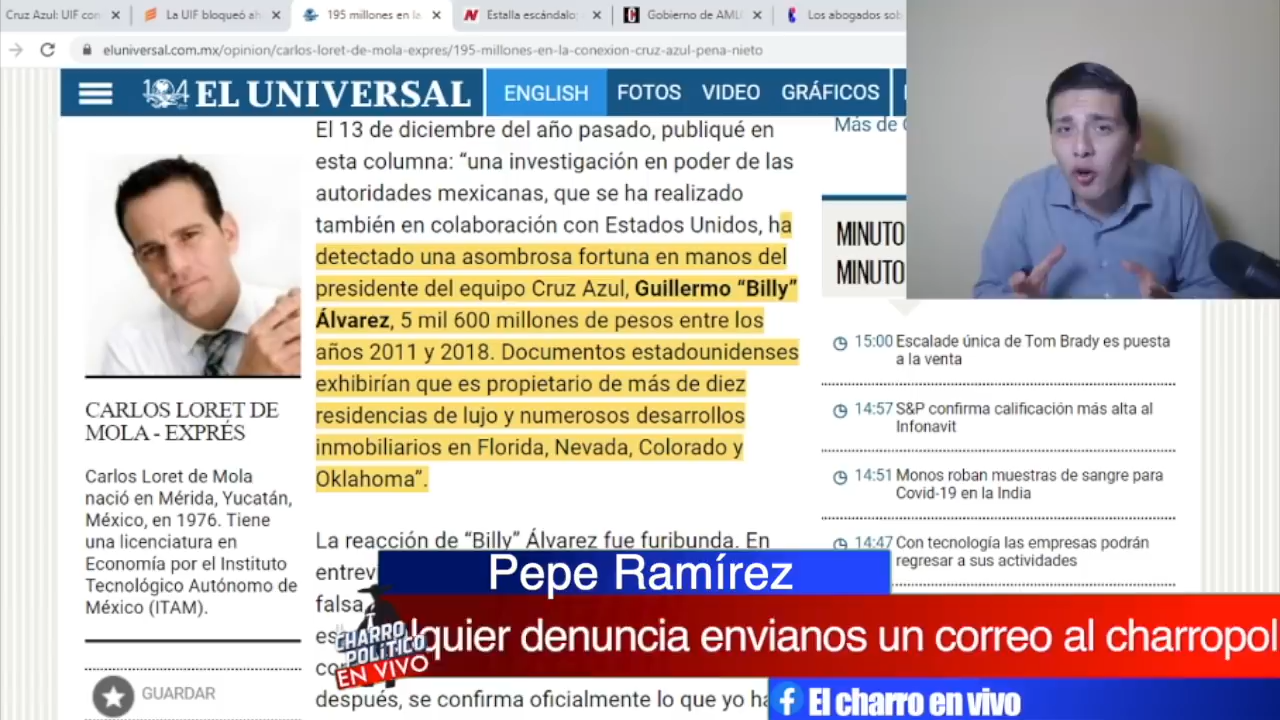 Cruz Azul: UIF con
La UIF bloqueó ah
195 millones en la
Estalla escándalo:
Gobierno de AMLO
Los abogados sob
eluniversal.com.mx/opinion/carlos-loret-de-mola-expres/195-millones-en-la-conexion-cruz-azul-pena-nieto
104 EL UNIVERSAL
ENGLISH
FOTOS
VIDEO
GRÁFICOS
El 13 de diciembre del año pasado, publiqué en
esta columna: “una investigación en poder de las
autoridades mexicanas, que se ha realizado
también en colaboración con Estados Unidos, ha
detectado una asombrosa fortuna en manos del
presidente del equipo Cruz Azul, Guillermo “Billy”
Álvarez, 5 mil 600 millones de pesos entre los
años 2011 y 2018. Documentos estadounidenses
exhibirían que es propietario de más de diez
residencias de lujo y numerosos desarrollos
inmobiliarios en Florida, Nevada, Colorado y
Oklahoma”.
La reacción de “Billy” Álvarez fue furibunda. En
entrev
falsa
es
co
después, se confirma oficialmente lo que yo ha
CARLOS LORET DE
MOLA - EXPRÉS
Carlos Loret de Mola
nació en Mérida, Yucatán,
México, en 1976. Tiene
una licenciatura en
Economía por el Instituto
Tecnológico Autónomo de
México (ITAM).
GUARDAR
Más de
MINUTO
MINUTO
15:00 Escalade única de Tom Brady es puesta
a la venta
14:57 S&P confirma calificación más alta al
Infonavit
14:51 Monos roban muestras de sangre para
Covid-19 en la India
14:47 Con tecnología las empresas podrán
regresar a sus actividades
Pepe Ramírez
lquier denuncia envianos un correo al charropol
CHARRO
POLíTICO
EN VIVO
El charro en vivo